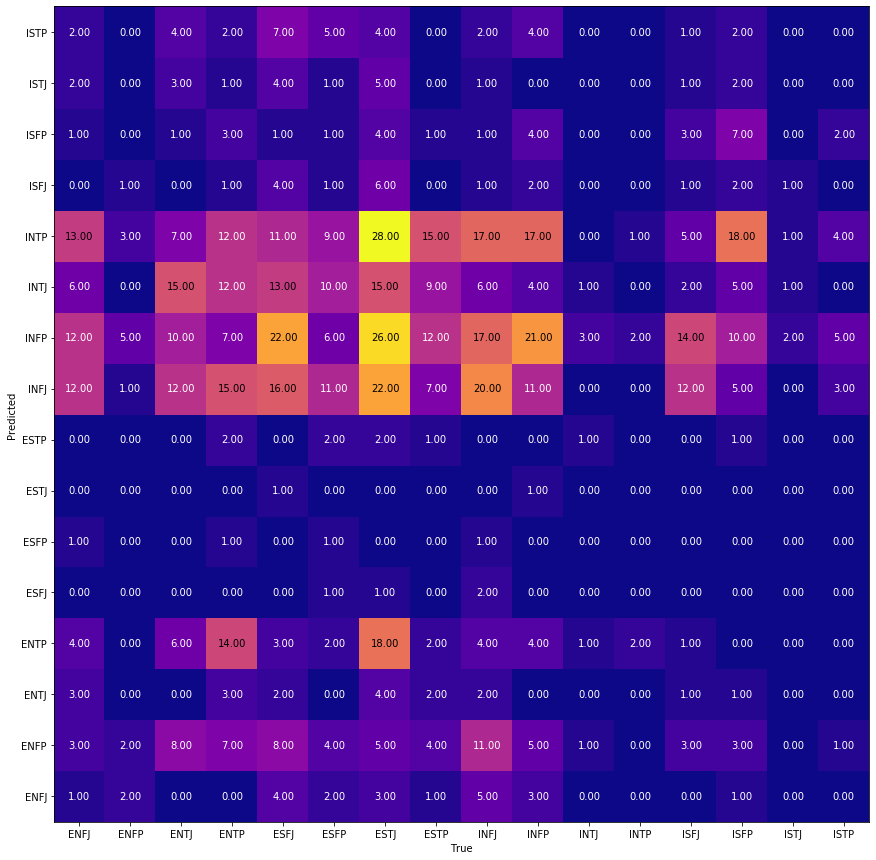 ISTP 2.00 0.00 4.00 2.00 7.00 5.00 4.00 0.00 2.00 4.00 0.00 0.00 1.00 2.00 0.00 0.00
ISTJ 2.00 0.00 3.00 1.00 4.00 1.00 5.00 0.00 1.00 0.00 0.00 0.00 1.00 2.00 0.00 0.00
ISFP 1.00 0.00 1.00 3.00 1.00 1.00 4.00 1.00 1.00 4.00 0.00 0.00 3.00 7.00 0.00 2.00
ISFJ 0.00 1.00 0.00 1.00 4.00 1.00 6.00 0.00 1.00 2.00 0.00 0.00 1.00 2.00 1.00 0.00
INTP 13.00 3.00 7.00 12.00 11.00 9.00 28.00 15.00 17.00 17.00 0.00 1.00 5.00 18.00 1.00 4.00
INTJ 6.00 0.00 15.00 12.00 13.00 10.00 15.00 9.00 6.00 4.00 1.00 0.00 2.00 5.00 1.00 0.00
INFP 12.00 5.00 10.00 7.00 22.00 6.00 26.00 12.00 17.00 21.00 3.00 2.00 14.00 10.00 2.00 5.00
INFJ 12.00 1.00 12.00 15.00 16.00 11.00 22.00 7.00 20.00 11.00 0.00 0.00 12.00 5.00 0.00 3.00
Predicted
ESTP 0.00 0.00 0.00 2.00 0.00 2.00 2.00 1.00 0.00 0.00 1.00 0.00 0.00 1.00 0.00 0.00
ESTJ 0.00 0.00 0.00 0.00 1.00 0.00 0.00 0.00 0.00 1.00 0.00 0.00 0.00 0.00 0.00 0.00
ESFP 1.00 0.00 0.00 1.00 0.00 1.00 0.00 0.00 1.00 0.00 0.00 0.00 0.00 0.00 0.00 0.00
ESFJ 0.00 0.00 0.00 0.00 0.00 1.00 1.00 0.00 2.00 0.00 0.00 0.00 0.00 0.00 0.00 0.00
ENTP 4.00 0.00 6.00 14.00 3.00 2.00 18.00 2.00 4.00 4.00 1.00 2.00 1.00 0.00 0.00 0.00
ENTJ 3.00 0.00 0.00 3.00 2.00 0.00 4.00 2.00 2.00 0.00 0.00 0.00 1.00 1.00 0.00 0.00
ENFP 3.00 2.00 8.00 7.00 8.00 4.00 5.00 4.00 11.00 5.00 1.00 0.00 3.00 3.00 0.00 1.00
ENFJ 1.00 2.00 0.00 0.00 4.00 2.00 3.00 1.00 5.00 3.00 0.00 0.00 0.00 1.00 0.00 0.00
ENFJ ENFP ENTJ ENTP ESFJ ESFP ESTJ ESTP INFJ INFP INTJ INTP ISFJ ISFP ISTJ ISTP
True